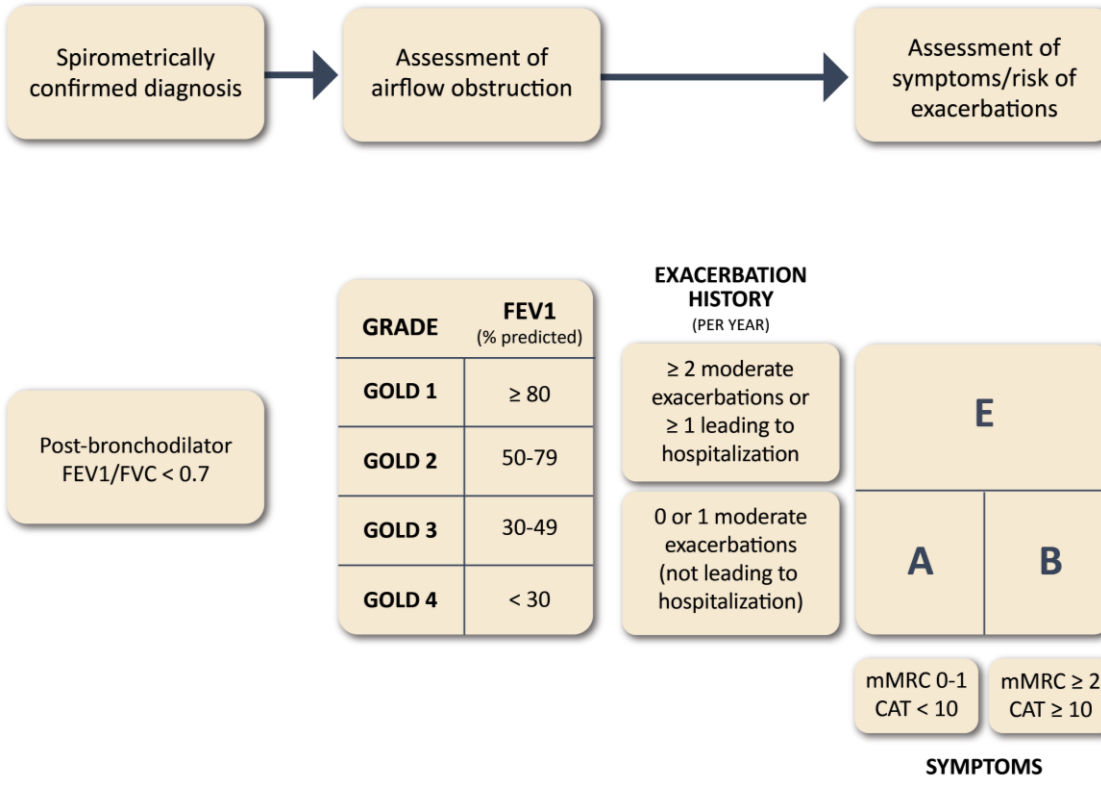 Spirometrically
confirmed diagnosis
Assessment of
airflow obstruction
Assessment of
symptoms/risk of
exacerbations
Post-bronchodilator
FEV1/FVC < 0.7
GRADE
FEV1
(% predicted)
GOLD 1
≥ 80
GOLD 2
50-79
GOLD 3
30-49
GOLD 4
< 30
EXACERBATION
HISTORY
(PER YEAR)
≥ 2 moderate
exacerbations or
≥ 1 leading to
hospitalization
0 or 1 moderate
exacerbations
(not leading to
hospitalization)
E
A
B
mMRC 0-1
CAT < 10
mMRC ≥ 2
CAT ≥ 10
SYMPTOMS